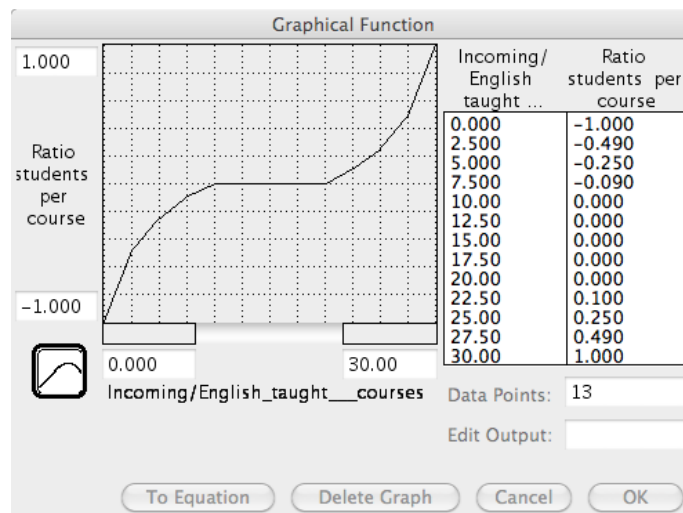 Graphical Function
1.000
Ratio
students
per
course
-1.000
0.000 30.00
Incoming/English_taught___courses
Incoming/
English
taught ...
Ratio
students per
course
0.000 -1.000
2.500 -0.490
5.000 -0.250
7.500 -0.090
10.00 0.000
12.50 0.000
15.00 0.000
17.50 0.000
20.00 0.000
22.50 0.100
25.00 0.250
27.50 0.490
30.00 1.000
Data Points: 13
Edit Output:
To Equation Delete Graph Cancel OK